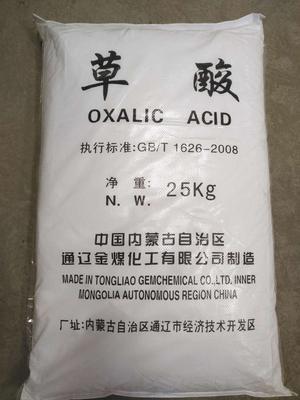 草 酸
OXALIC ACID
执行标准:GB/T 1626-2008
净 重: 25Kg
N. W.
中国内蒙古自治区
通辽金煤化工有限公司制造
MADE IN TONGLIAO GEMCHEMICAL CO.,LTD. INNER
MONGOLIA AUTONOMOUS REGION CHINA
厂址:内蒙古自治区通辽市经济技术开发区